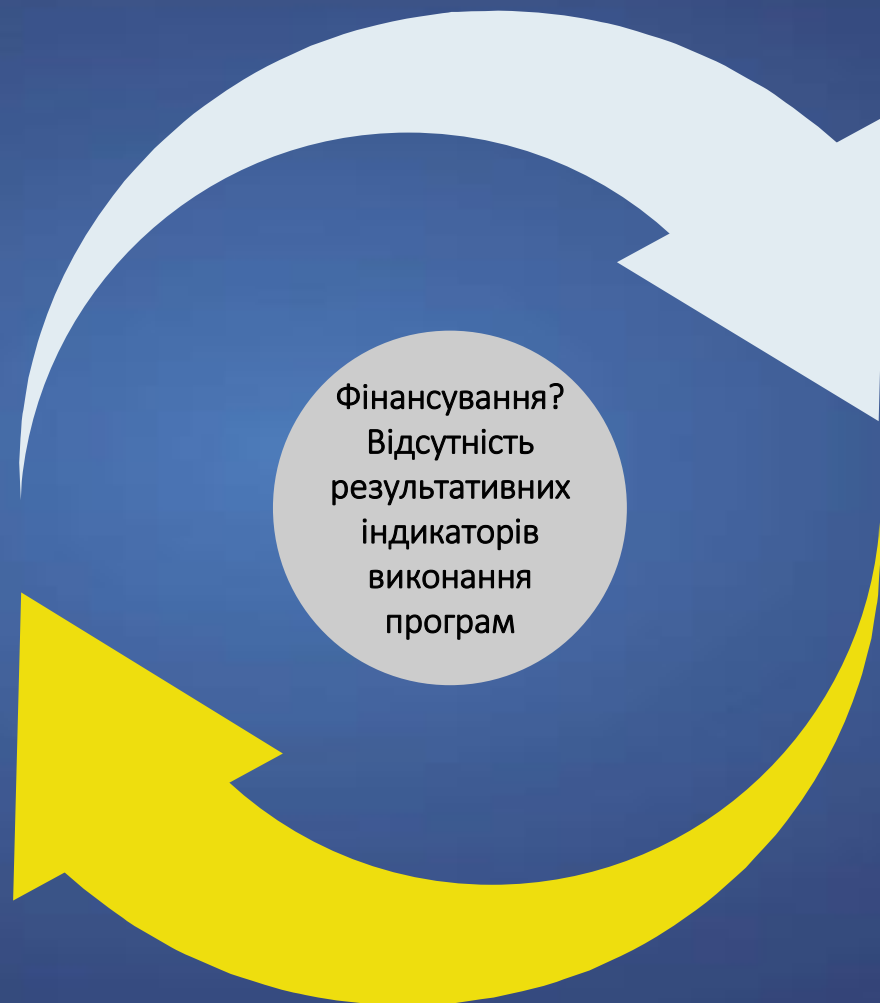 Фінансування?
Відсутність
результативних
індикаторів
виконання
програм